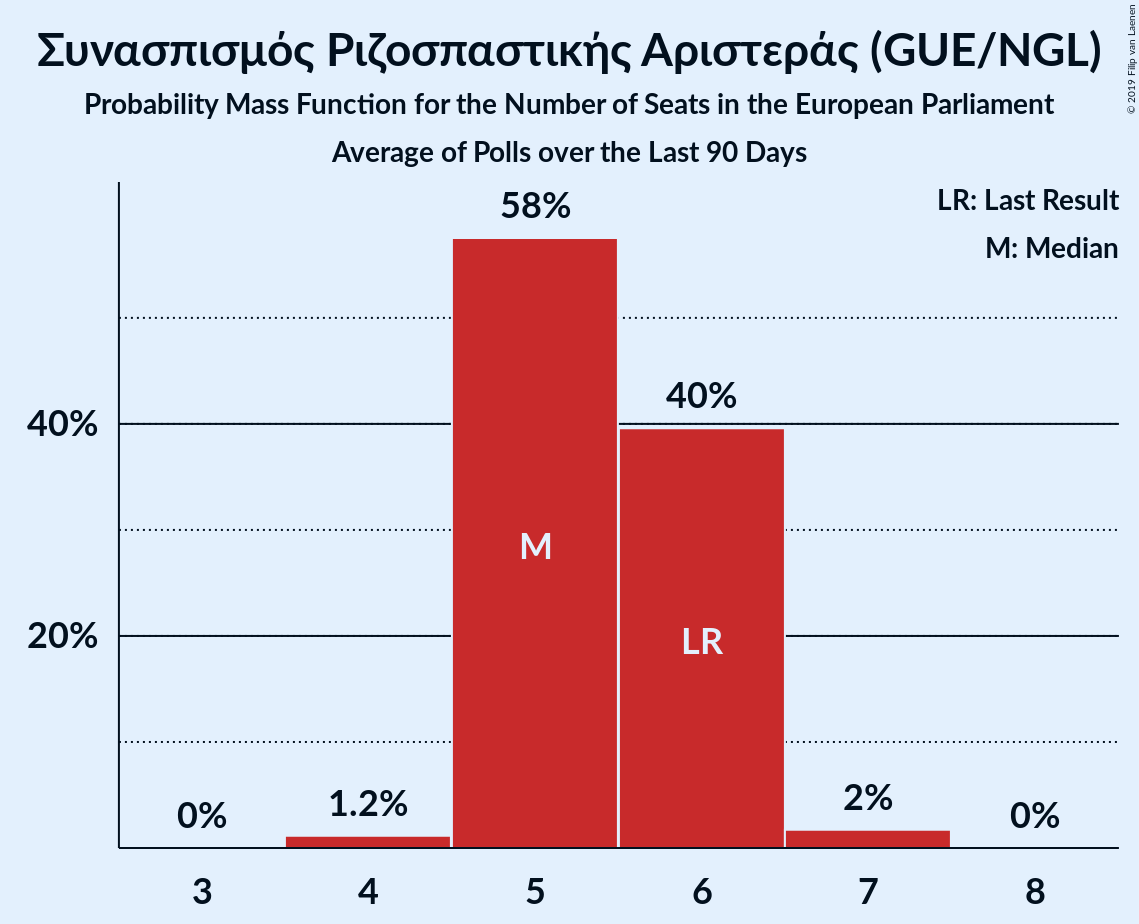 Συνασπισμός Ριζοσπαστικής Αριστεράς (GUE/NGL)
Probability Mass Function for the Number of Seats in the European Parliament
Average of Polls over the Last 90 Days
© 2019 Filip van Laenen
LR: Last Result
M: Median
58%
40%
40%
M
20%
LR
0%
1.2%
2%
0%
3 4 5 6 7 8